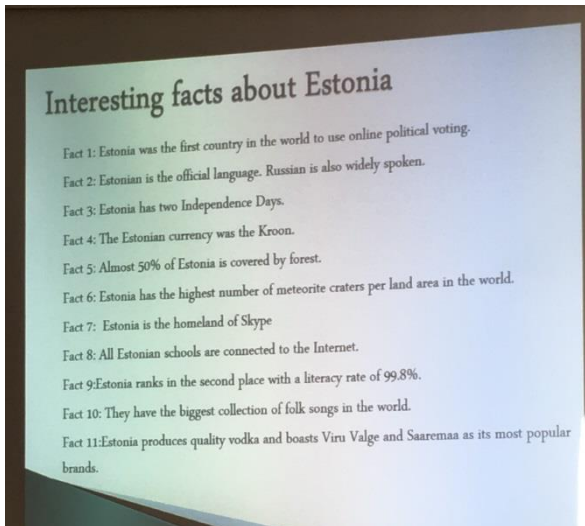 Interesting facts about Estonia
Fact 1: Estonia was the first country in the world to use online political voting.
Fact 2: Estonian is the official language. Russian is also widely spoken.
Fact 3: Estonia has two Independence Days.
Fact 4: The Estonian currency was the Kroon.
Fact 5: Almost 50% of Estonia is covered by forest.
Fact 6: Estonia has the highest number of meteorite craters per land area in the world.
Fact 7: Estonia is the homeland of Skype
Fact 8: All Estonian schools are connected to the Internet.
Fact 9:Estonia ranks in the second place with a literacy rate of 99.8%.
Fact 10: They have the biggest collection of folk songs in the world.
Fact 11:Estonia produces quality vodka and boasts Viru Valge and Saaremaa as its most popular
brands.